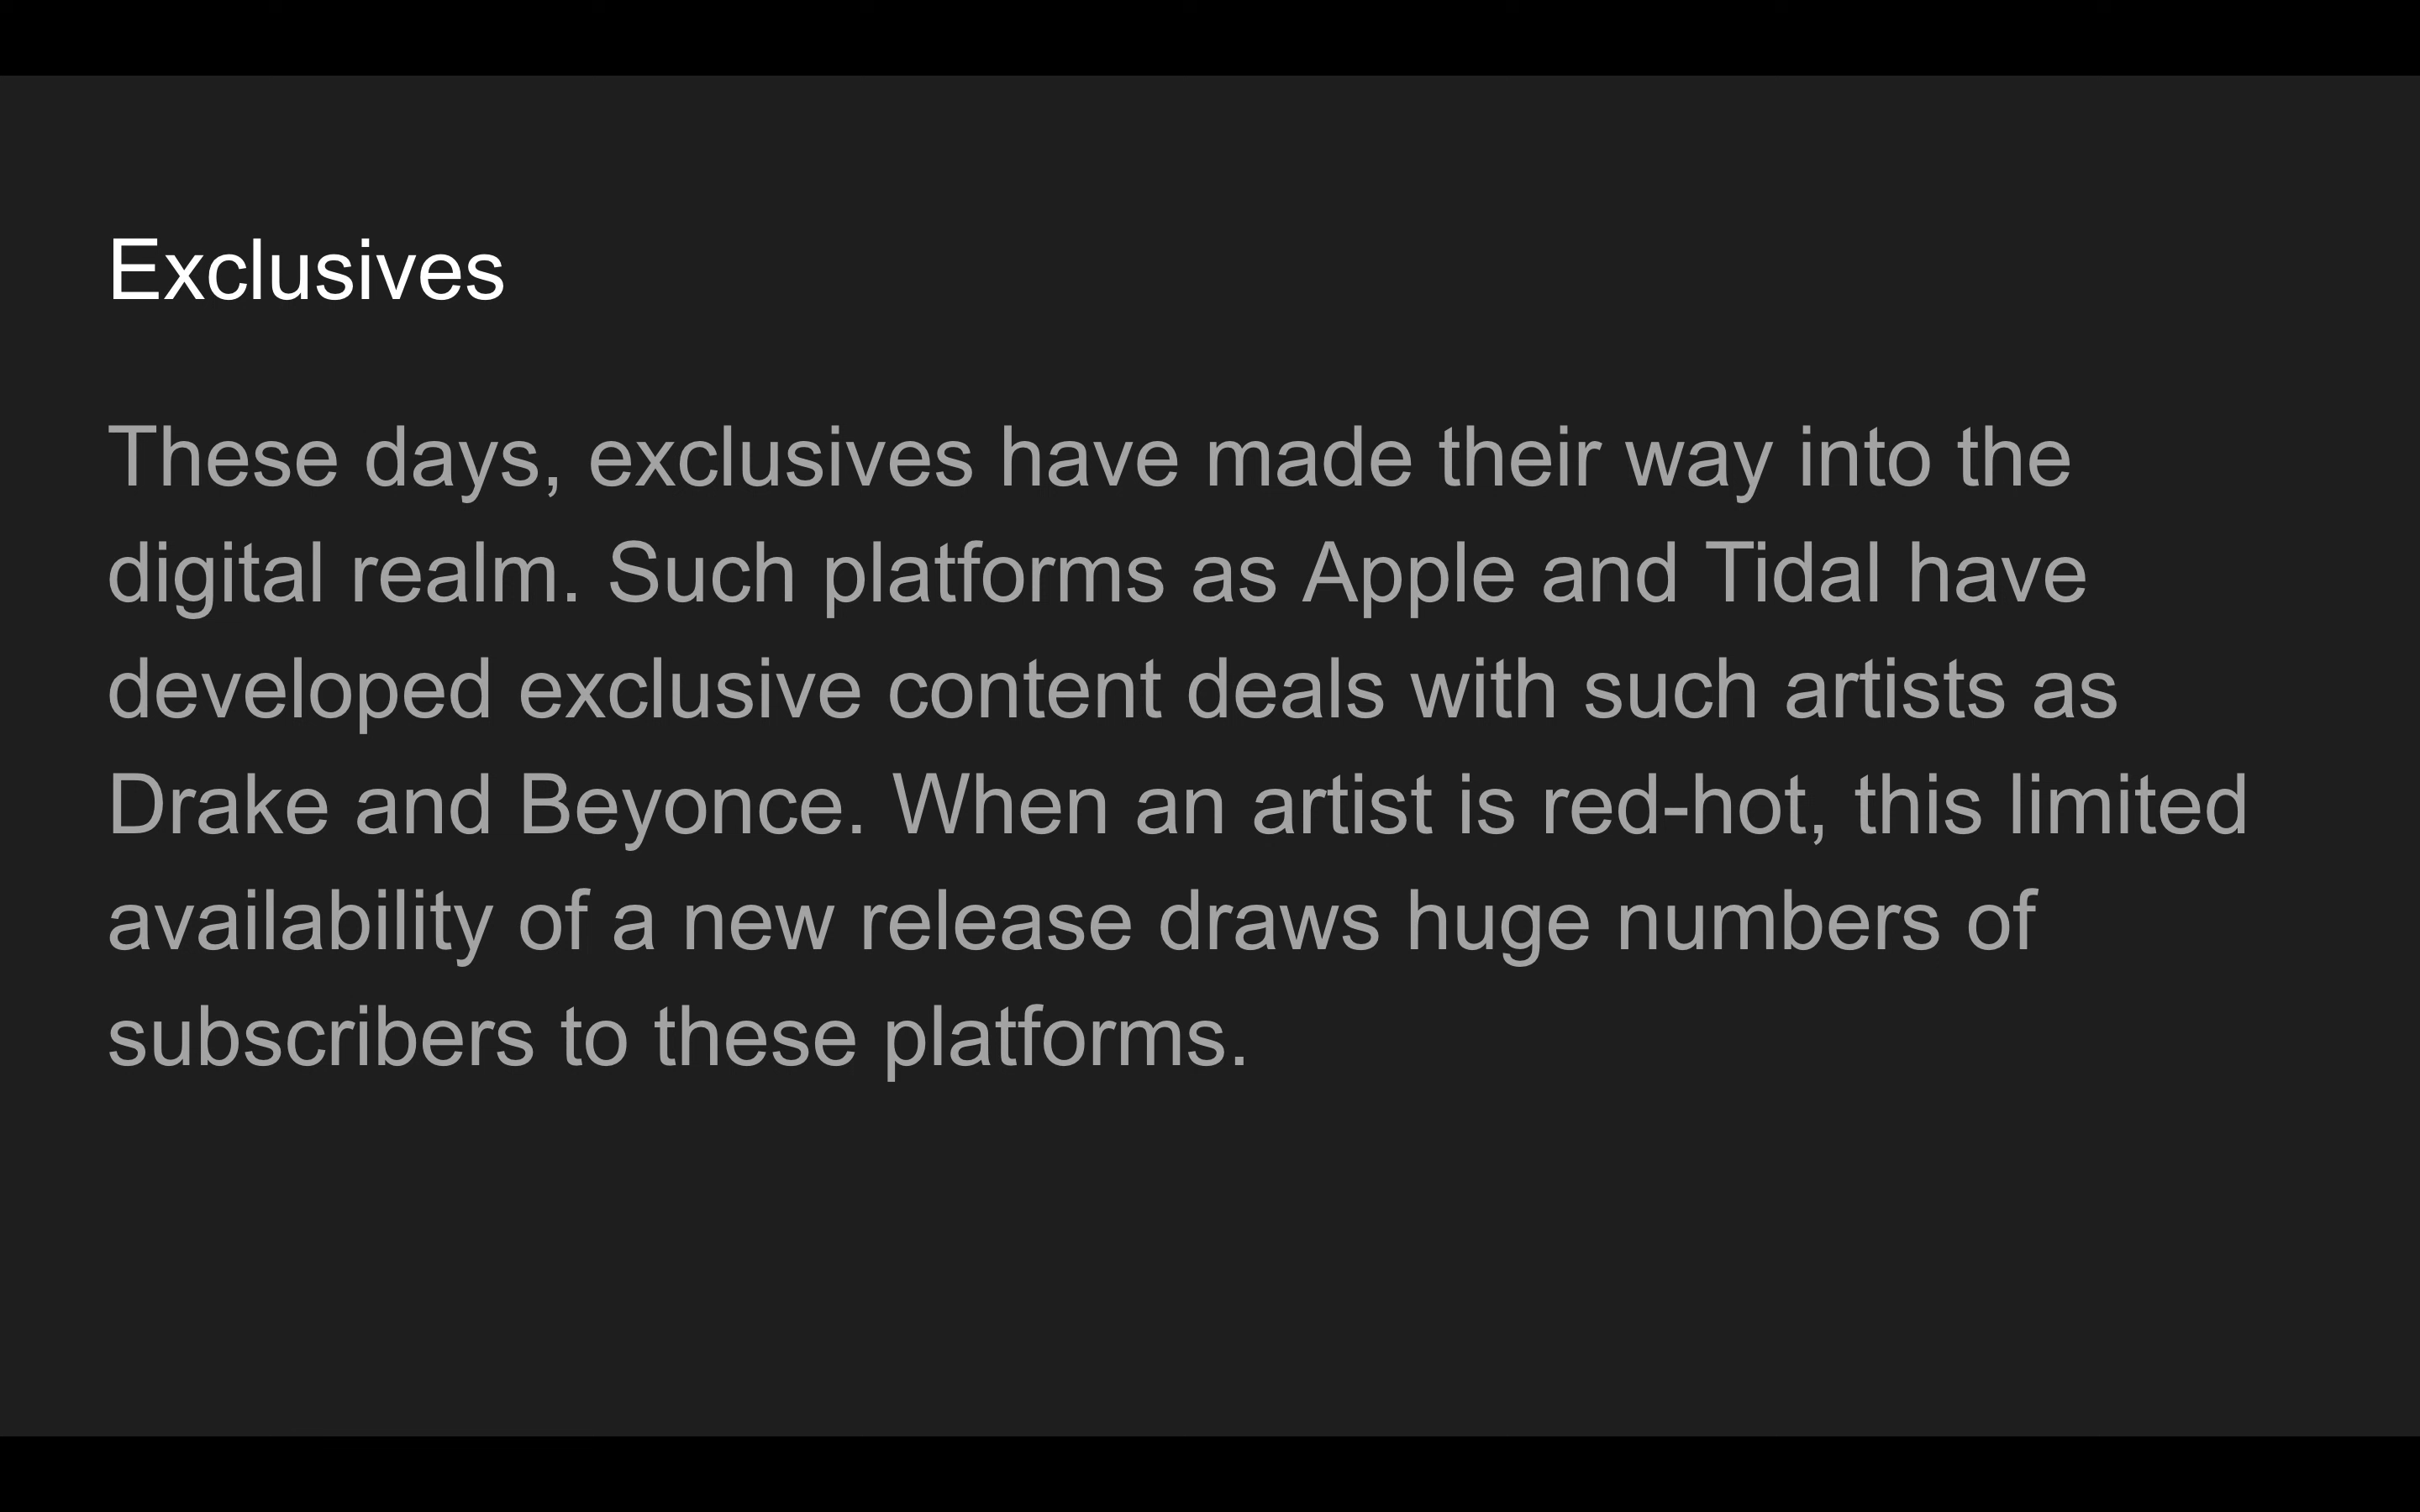 Exclusives
These days, exclusives have made their way into the
digital realm. Such platforms as Apple and Tidal have
developed exclusive content deals with such artists as
Drake and Beyonce. When an artist is red-hot, this limited
availability of a new release draws huge numbers of
subscribers to these platforms.